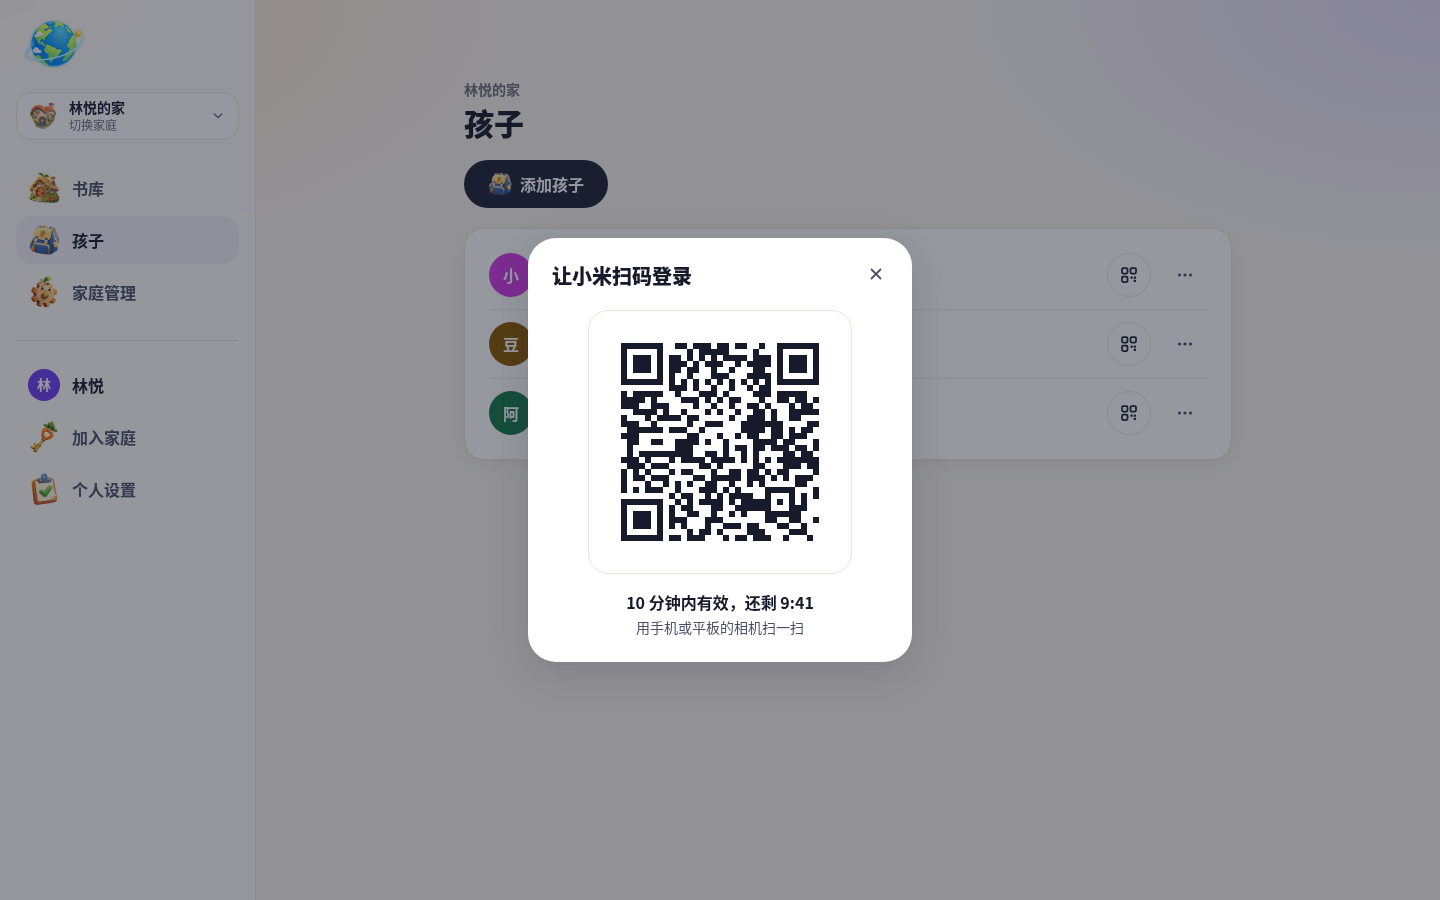 林悦的家
切换家庭
书库
孩子
家庭管理
林
林悦
加入家庭
个人设置
林悦的家
孩子
添加孩子
小
豆
阿
让小米扫码登录
10 分钟内有效，还剩 9:41
用手机或平板的相机扫一扫